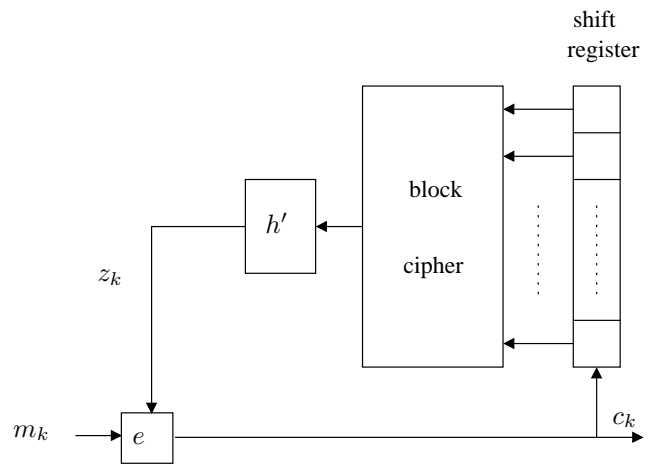 shift
register
block
h′
cipher
z_k
m_k
e
c_k